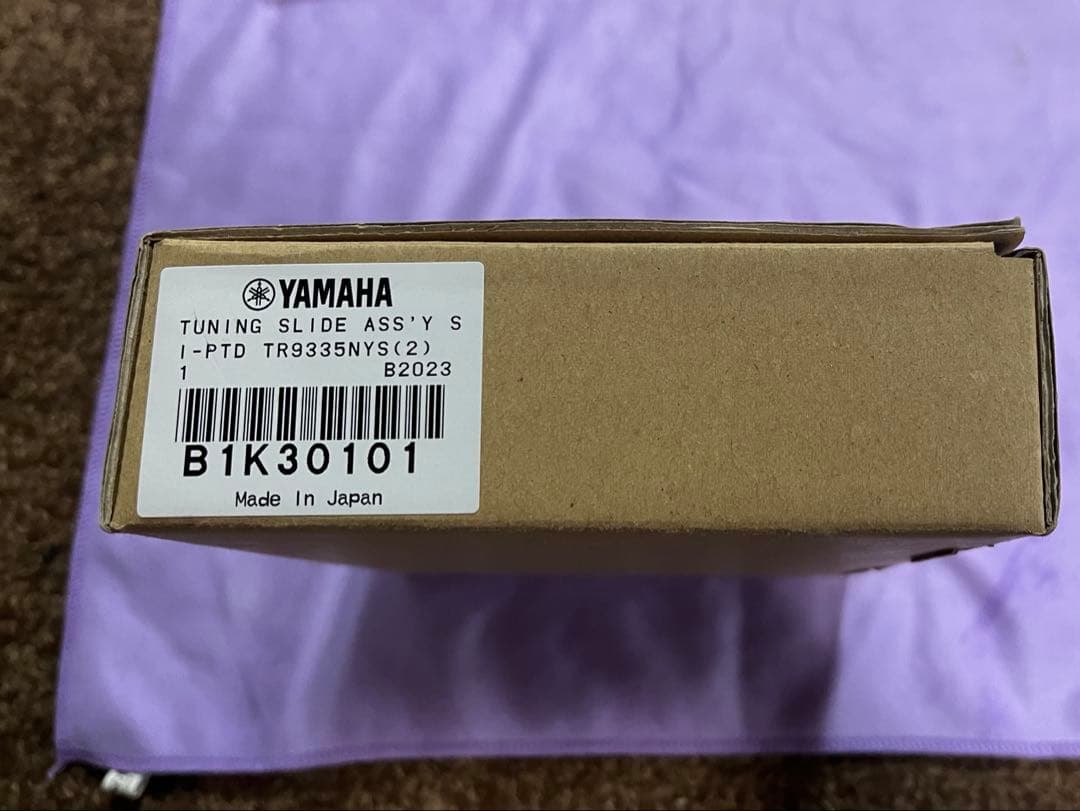 YAMAHA
TUNING SLIDE ASS'Y S
I-PTD TR9335NYS(2)
1 B2023
B1K30101
Made In Japan